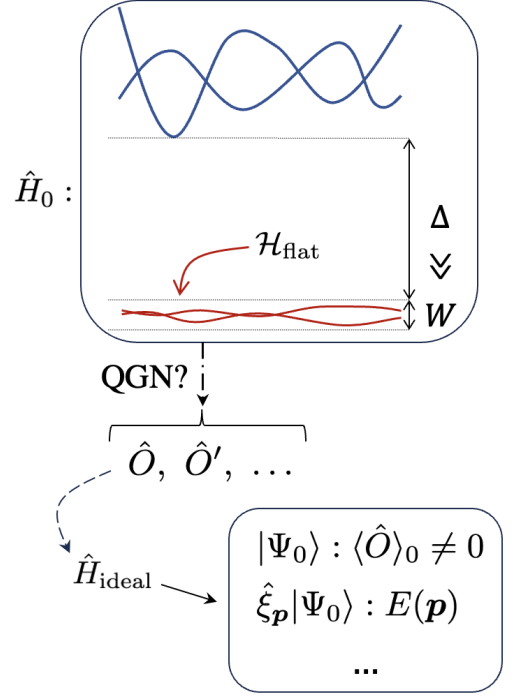 Ĥ₀ :
Δ
≫
ℋ_flat
W
QGN?
Ô, Ô′, …
Ĥ_ideal
|Ψ₀⟩ : ⟨Ô⟩₀ ≠ 0
ξ̂_𝒑|Ψ₀⟩ : E(𝒑)
...